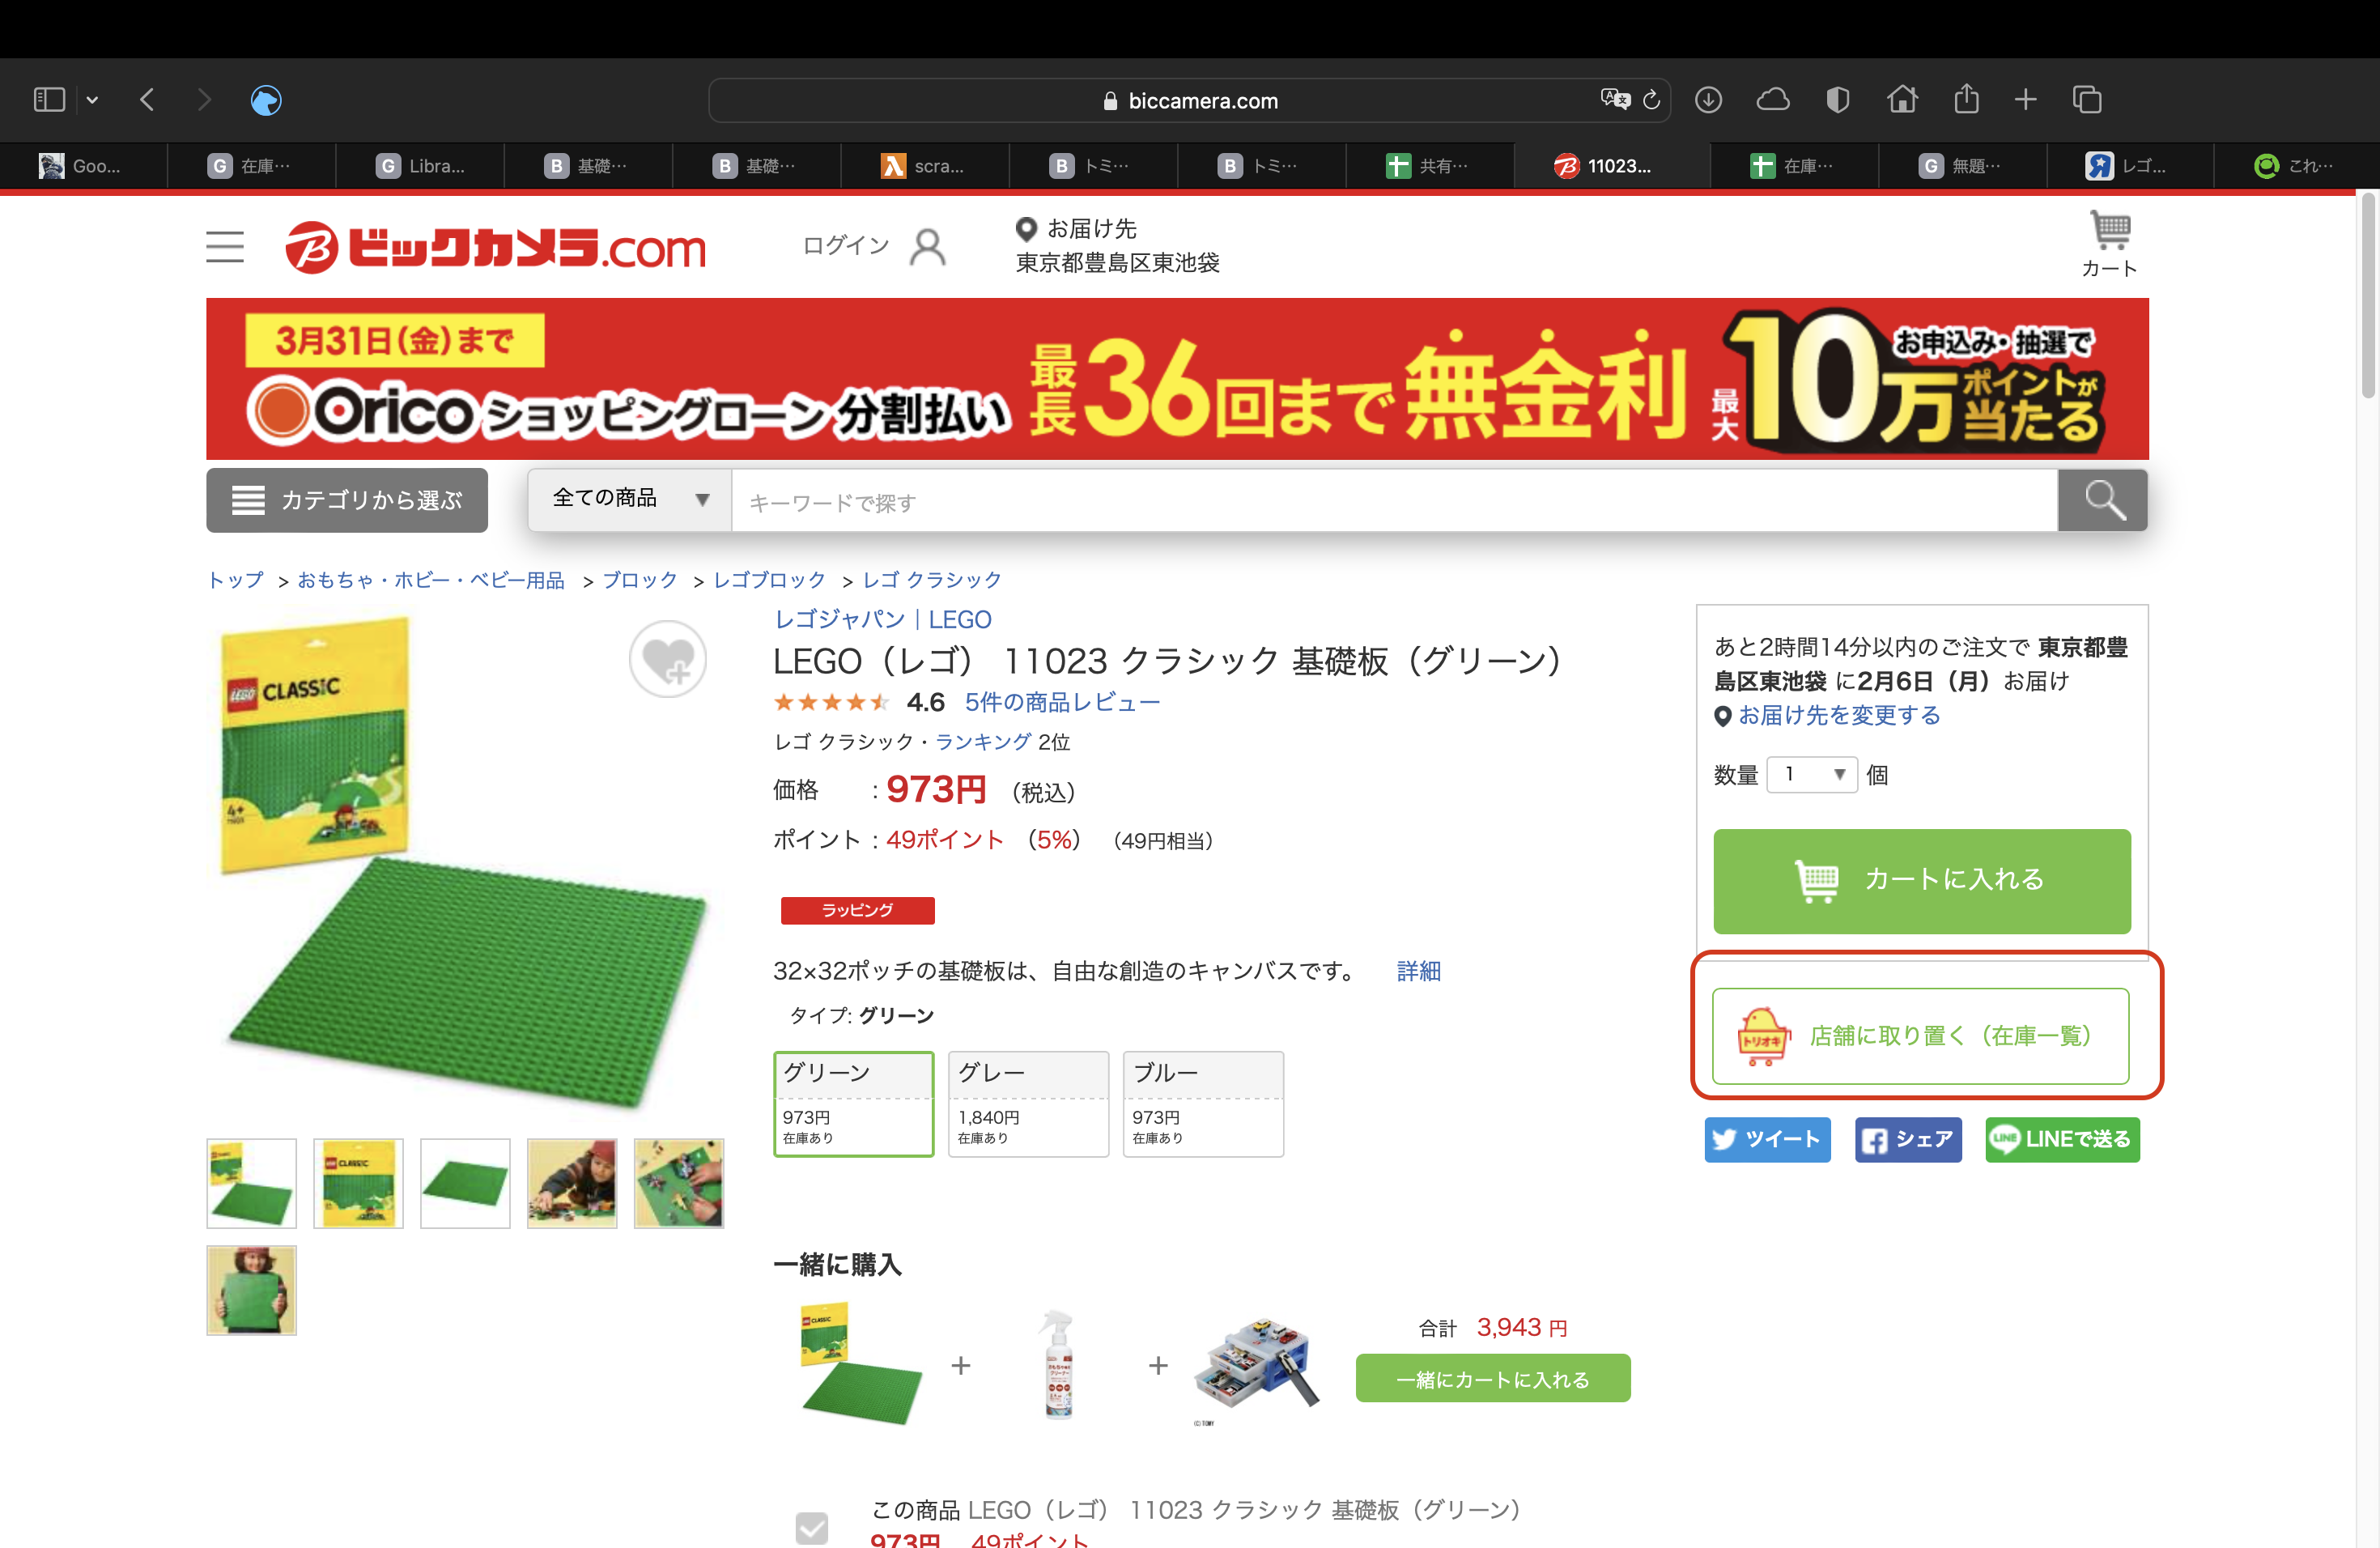 biccamera.com
Goo...
G 在庫…
G Libra...
B 基礎…
B 基礎…
scra...
B トミ…
B トミ…
共有…
11023...
在庫…
G 無題…
レゴ...
これ…
ビックカメラ.com
ログイン
お届け先
東京都豊島区東池袋
カート
3月31日(金)まで
Orico ショッピングローン 分割払い
最長36回まで無金利
最大10万ポイントが当たる
お申込み・抽選で
カテゴリから選ぶ
全ての商品 ▼
キーワードで探す
トップ > おもちゃ・ホビー・ベビー用品 > ブロック > レゴブロック > レゴ クラシック
レゴジャパン｜LEGO
LEGO（レゴ） 11023 クラシック 基礎板（グリーン）
★★★★ 4.6 5件の商品レビュー
レゴ クラシック・ランキング 2位
価格 : 973円 （税込）
ポイント : 49ポイント （5%） （49円相当）
ラッピング
32×32ポッチの基礎板は、自由な創造のキャンバスです。 詳細
タイプ: グリーン
グリーン
973円
在庫あり
グレー
1,840円
在庫あり
ブルー
973円
在庫あり
あと2時間14分以内のご注文で 東京都豊
島区東池袋 に2月6日（月）お届け
お届け先を変更する
数量 1 ▼ 個
カートに入れる
トリオキ
店舗に取り置く（在庫一覧）
ツイート
シェア
LINE LINEで送る
LEGO CLASSIC
4+
CLASSIC
一緒に購入
CLASSIC
+
+
合計 3,943 円
一緒にカートに入れる
この商品 LEGO（レゴ） 11023 クラシック 基礎板（グリーン）
973円 49ポイント